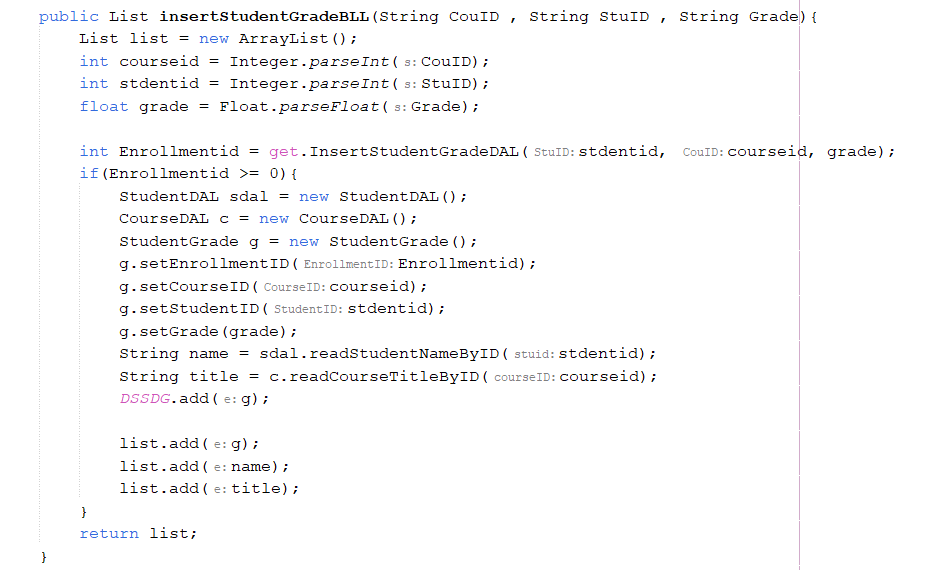 public List insertStudentGradeBLL(String CouID , String StuID , String Grade){
List list = new ArrayList();
int courseid = Integer.parseInt( s: CouID);
int stdentid = Integer.parseInt( s: StuID);
float grade = Float.parseFloat( s: Grade);
int Enrollmentid = get.InsertStudentGradeDAL( StuID: stdentid, CouID: courseid, grade);
if(Enrollmentid >= 0){
StudentDAL sdal = new StudentDAL();
CourseDAL c = new CourseDAL();
StudentGrade g = new StudentGrade();
g.setEnrollmentID( EnrollmentID: Enrollmentid);
g.setCourseID( CourseID: courseid);
g.setStudentID( StudentID: stdentid);
g.setGrade(grade);
String name = sdal.readStudentNameByID( stuid: stdentid);
String title = c.readCourseTitleByID( courseID: courseid);
DSSDG.add( e: g);
list.add( e: g);
list.add( e: name);
list.add( e: title);
}
return list;
}